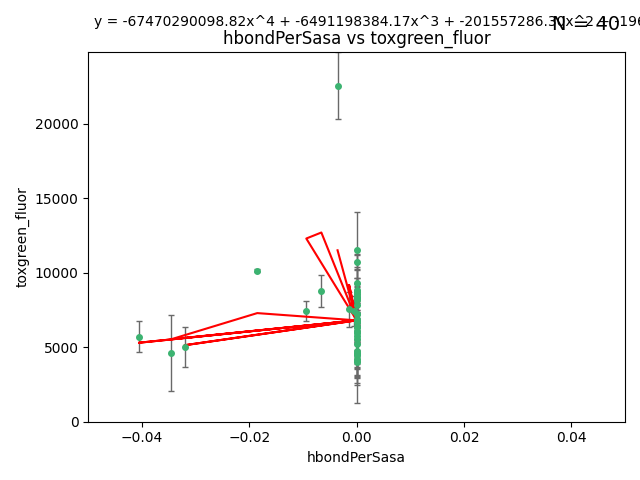 y = -67470290098.82x^4 + -6491198384.17x^3 + -201557286.30x^2 + -196
N = 40
hbondPerSasa vs toxgreen_fluor
20000
15000
10000
5000
0
toxgreen_fluor
−0.04 −0.02 0.00 0.02 0.04
hbondPerSasa